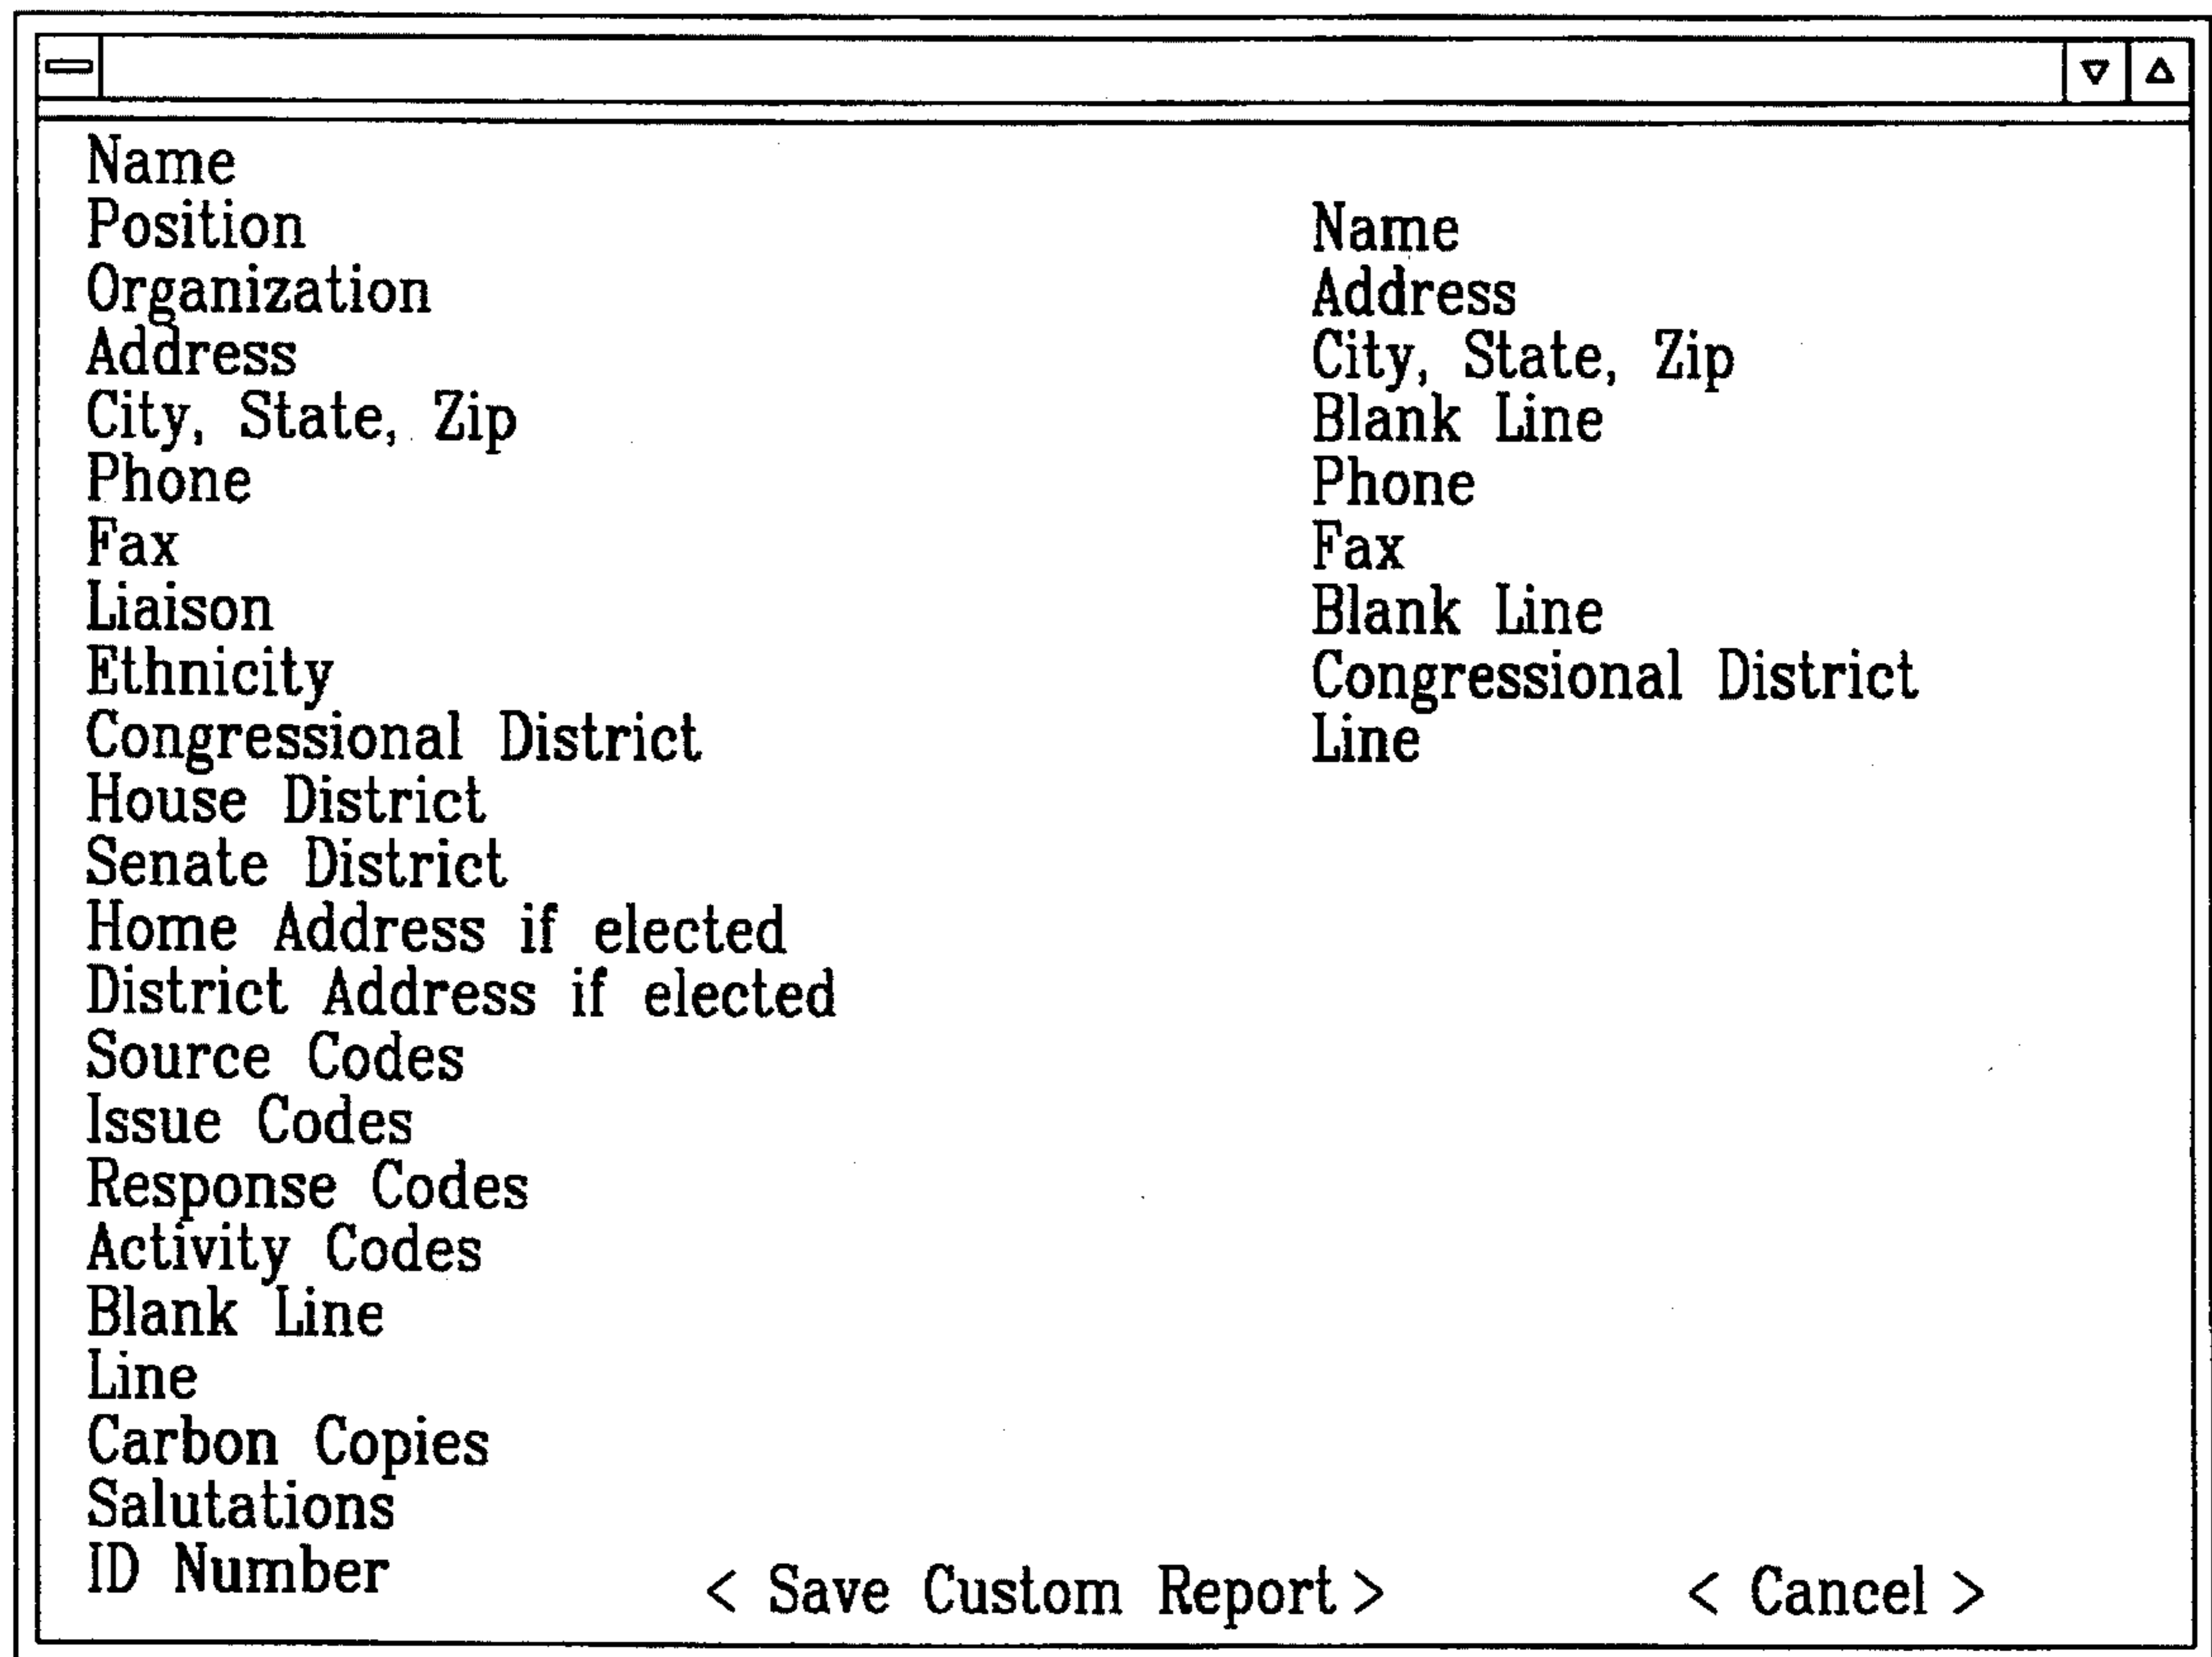 Name
Position
Organization
Address
City, State, Zip
Phone
Fax
Liaison
Ethnicity
Congressional District
House District
Senate District
Home Address if elected
District Address if elected
Source Codes
Issue Codes
Response Codes
Activity Codes
Blank Line
Line
Carbon Copies
Salutations
ID Number
Name
Address
City, State, Zip
Blank Line
Phone
Fax
Blank Line
Congressional District
Line
< Save Custom Report >
< Cancel >